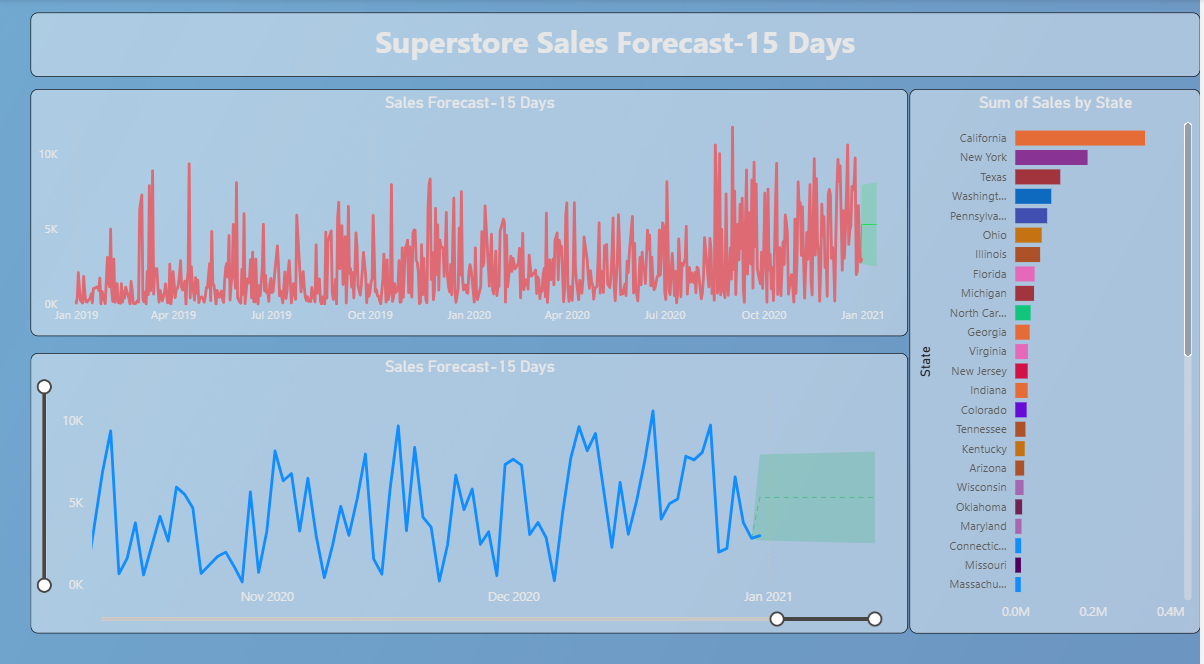 Superstore Sales Forecast-15 Days
Sales Forecast-15 Days
10K
5K
0K
Jan 2019 Apr 2019 Jul 2019 Oct 2019 Jan 2020 Apr 2020 Jul 2020 Oct 2020 Jan 2021
Sales Forecast-15 Days
10K
5K
0K
Nov 2020 Dec 2020 Jan 2021
Sum of Sales by State
State
California
New York
Texas
Washingt...
Pennsylva...
Ohio
Illinois
Florida
Michigan
North Car...
Georgia
Virginia
New Jersey
Indiana
Colorado
Tennessee
Kentucky
Arizona
Wisconsin
Oklahoma
Maryland
Connectic...
Missouri
Massachu...
0.0M 0.2M 0.4M